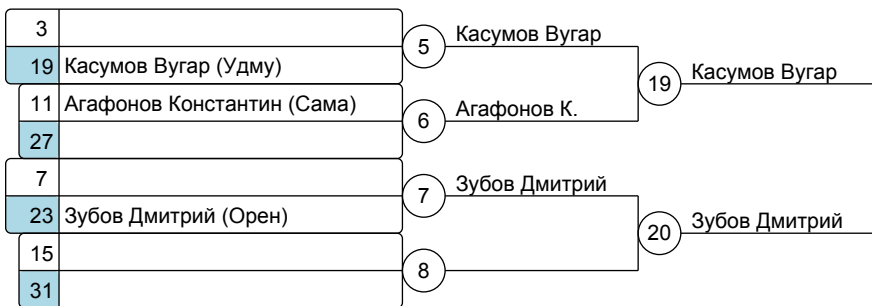 3
19 Касумов Вугар (Удму)
11 Агафонов Константин (Сама)
27
7
23 Зубов Дмитрий (Орен)
15
31
5 Касумов Вугар
6 Агафонов К.
7 Зубов Дмитрий
8
19 Касумов Вугар
20 Зубов Дмитрий